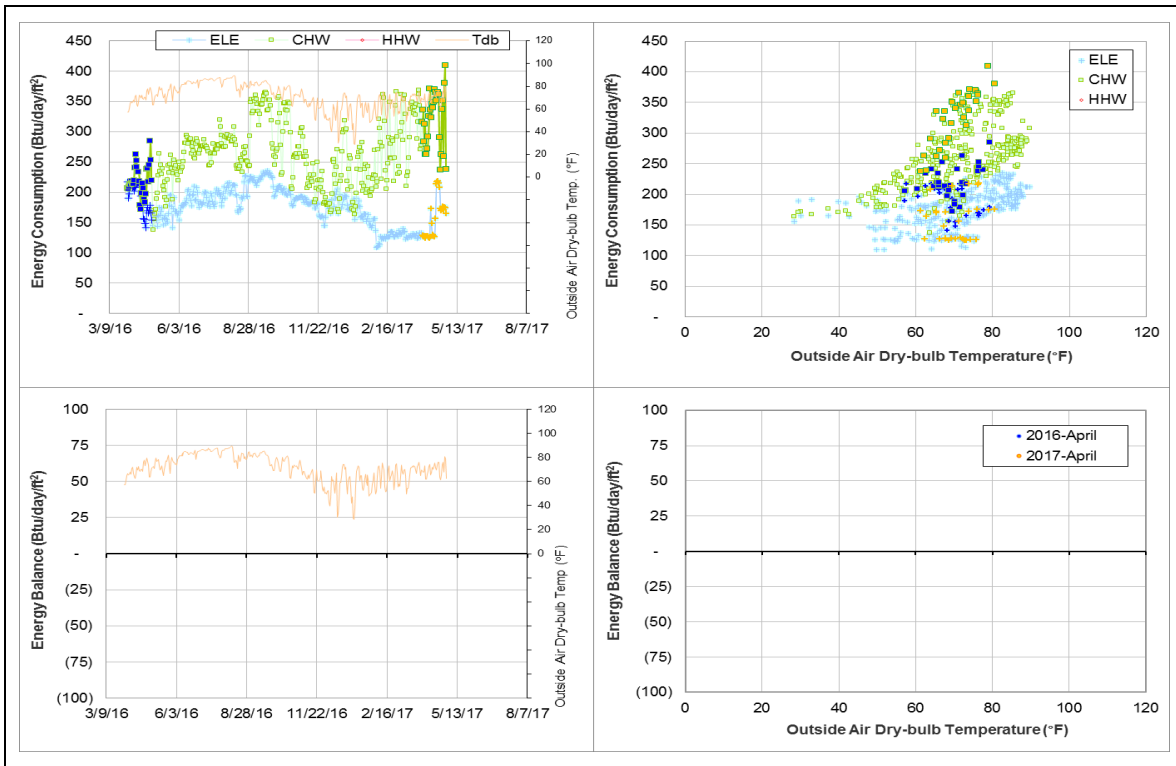 ELE CHW HHW Tdb
Energy Consumption (Btu/day/ft²)
450
400
350
300
250
200
150
100
50
-
120
100
80
60
40
20
0
Outside Air Dry-bulb Temp. (°F)
3/9/16 6/3/16 8/28/16 11/22/16 2/16/17 5/13/17 8/7/17
ELE
CHW
HHW
Energy Consumption (Btu/day/ft²)
450
400
350
300
250
200
150
100
50
-
0 20 40 60 80 100 120
Outside Air Dry-bulb Temperature (°F)
Energy Balance (Btu/day/ft²)
100
75
50
25
-
(25)
(50)
(75)
(100)
120
100
80
60
40
20
0
Outside Air Dry-bulb Temp (°F)
3/9/16 6/3/16 8/28/16 11/22/16 2/16/17 5/13/17 8/7/17
2016-April
2017-April
Energy Balance (Btu/day/ft²)
100
75
50
25
-
(25)
(50)
(75)
(100)
0 20 40 60 80 100 120
Outside Air Dry-bulb Temperature (°F)